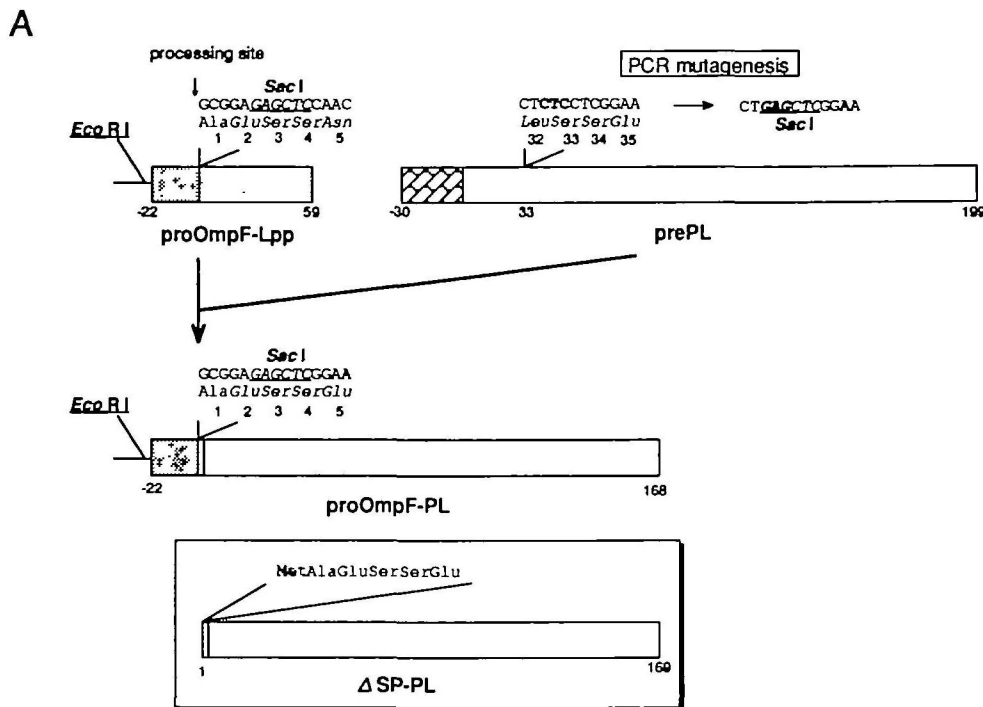 A
processing site
Sac I
GCGGAGAGCTCCAAC
AlaGluSerSerAsn
1 2 3 4 5
Eco RI
-22
59
proOmpF-Lpp
PCR mutagenesis
CTCTCCTCGGAA
LeuSerSerGlu
32 33 34 35
CTGAGCTCGGAA
Sac I
-30
33
199
prePL
Sac I
GCGGAGAGCTCGGAA
AlaGluSerSerGlu
1 2 3 4 5
Eco RI
-22
168
proOmpF-PL
MetAlaGluSerSerGlu
1
169
Δ SP-PL